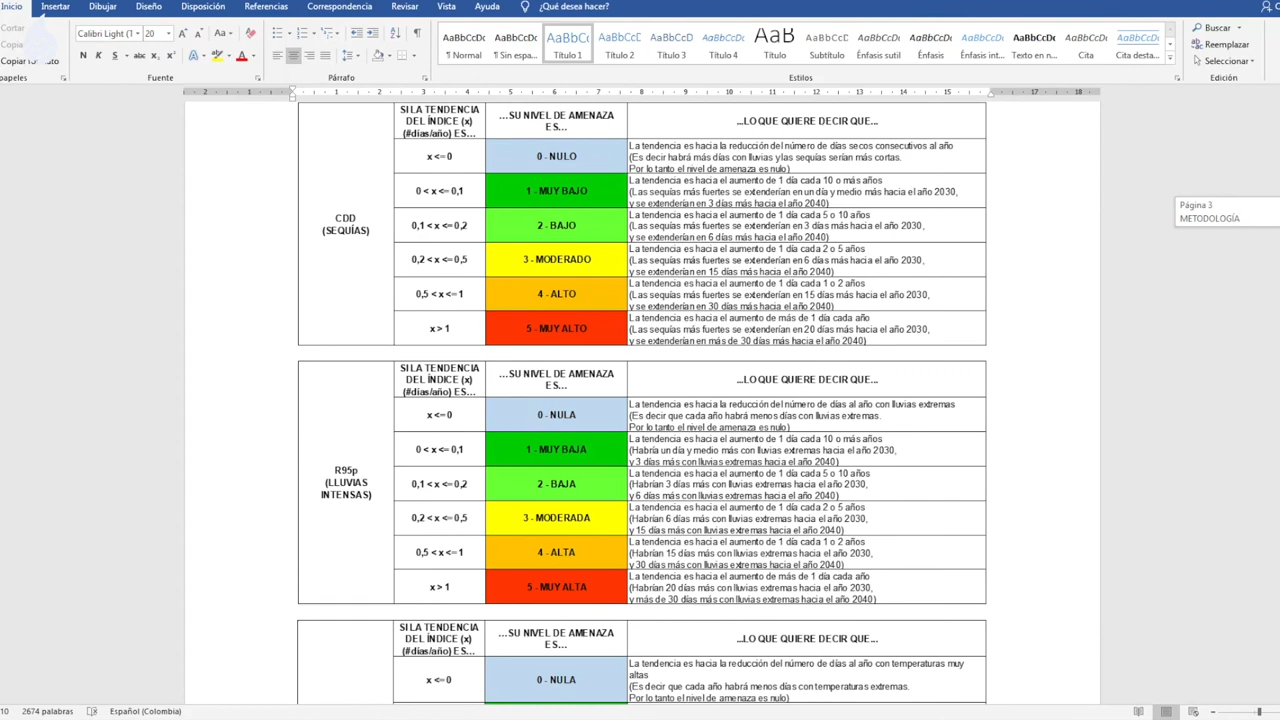 Inicio Insertar Dibujar Diseño Disposición Referencias Correspondencia Revisar Vista Ayuda ¿Qué desea hacer?
Cortar
Copia
Copiar formato
papeles
Calibri Light (T 20
Aa
N K S abc x₂ x²
Fuente
Párrafo
AaBbCcDc AaBbCcDc AaBbCc AaBbCcD AaBbCcD AaBbCcDc AaB AaBbCcD AaBbCcDc AaBbCcDc AaBbCcDc AaBbCcDc AaBbCcDc AaBbCcDc
¶ Normal ¶ Sin espa... Título 1 Título 2 Título 3 Título 4 Título Subtítulo Énfasis sutil Énfasis Énfasis int... Texto en n... Cita Cita desta...
Estilos
Buscar
Reemplazar
Seleccionar
Edición
2 1 1 2 3 4 5 6 7 8 9 10 11 12 13 14 15 16 17 18
SI LA TENDENCIA
DEL ÍNDICE (x)
(#días/año) ES...
...SU NIVEL DE AMENAZA
ES...
...LO QUE QUIERE DECIR QUE...
CDD
(SEQUÍAS)
x <= 0
0 - NULO
La tendencia es hacia la reducción del número de días secos consecutivos al año
(Es decir habrá más días con lluvias y las sequías serían más cortas.
Por lo tanto el nivel de amenaza es nulo)
0 < x <= 0,1
1 - MUY BAJO
La tendencia es hacia el aumento de 1 día cada 10 o más años
(Las sequías más fuertes se extenderían en un día y medio más hacia el año 2030,
y se extenderían en 3 días más hacia el año 2040)
0,1 < x <= 0,2
2 - BAJO
La tendencia es hacia el aumento de 1 día cada 5 o 10 años
(Las sequías más fuertes se extenderían en 3 días más hacia el año 2030,
y se extenderían en 6 días más hacia el año 2040)
0,2 < x <= 0,5
3 - MODERADO
La tendencia es hacia el aumento de 1 día cada 2 o 5 años
(Las sequías más fuertes se extenderían en 6 días más hacia el año 2030,
y se extenderían en 15 días más hacia el año 2040)
0,5 < x <= 1
4 - ALTO
La tendencia es hacia el aumento de 1 día cada 1 o 2 años
(Las sequías más fuertes se extenderían en 15 días más hacia el año 2030,
y se extenderían en 30 días más hacia el año 2040)
x > 1
5 - MUY ALTO
La tendencia es hacia el aumento de más de 1 día cada año
(Las sequías más fuertes se extenderían en 20 días más hacia el año 2030,
y se extenderían en más de 30 días más hacia el año 2040)
SI LA TENDENCIA
DEL ÍNDICE (x)
(#días/año) ES...
...SU NIVEL DE AMENAZA
ES...
...LO QUE QUIERE DECIR QUE...
R95p
(LLUVIAS
INTENSAS)
x <= 0
0 - NULA
La tendencia es hacia la reducción del número de días al año con lluvias extremas
(Es decir que cada año habrá menos días con lluvias extremas.
Por lo tanto el nivel de amenaza es nulo)
0 < x <= 0,1
1 - MUY BAJA
La tendencia es hacia el aumento de 1 día cada 10 o más años
(Habría un día y medio más con lluvias extremas hacia el año 2030,
y 3 días más con lluvias extremas hacia el año 2040)
0,1 < x <= 0,2
2 - BAJA
La tendencia es hacia el aumento de 1 día cada 5 o 10 años
(Habrían 3 días más con lluvias extremas hacia el año 2030,
y 6 días más con lluvias extremas hacia el año 2040)
0,2 < x <= 0,5
3 - MODERADA
La tendencia es hacia el aumento de 1 día cada 2 o 5 años
(Habrían 6 días más con lluvias extremas hacia el año 2030,
y 15 días más con lluvias extremas hacia el año 2040)
0,5 < x <= 1
4 - ALTA
La tendencia es hacia el aumento de 1 día cada 1 o 2 años
(Habrían 15 días más con lluvias extremas hacia el año 2030,
y 30 días más con lluvias extremas hacia el año 2040)
x > 1
5 - MUY ALTA
La tendencia es hacia el aumento de más de 1 día cada año
(Habrían 20 días más con lluvias extremas hacia el año 2030,
y más de 30 días más con lluvias extremas hacia el año 2040)
SI LA TENDENCIA
DEL ÍNDICE (x)
(#días/año) ES...
...SU NIVEL DE AMENAZA
ES...
...LO QUE QUIERE DECIR QUE...
x <= 0
0 - NULA
La tendencia es hacia la reducción del número de días al año con temperaturas muy
altas
(Es decir que cada año habrá menos días con temperaturas extremas.
Por lo tanto el nivel de amenaza es nulo)
Página 3
METODOLOGÍA
10 2674 palabras Español (Colombia)